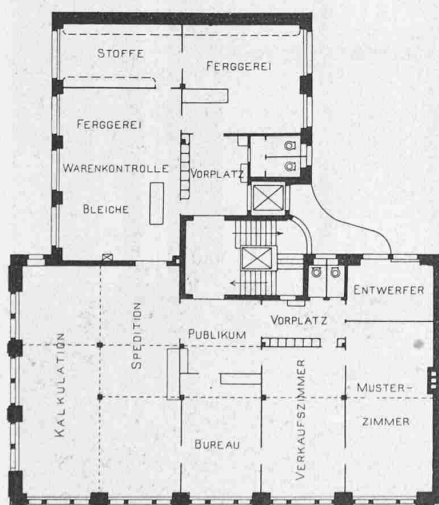 STOFFE
FERGGEREI
FERGGEREI
WARENKONTROLLE
VORPLATZ
BLEICHE
ENTWERFER
KALKULATION
SPEDITION
PUBLIKUM
VORPLATZ
VERKAUFSZIMMER
MUSTER-
ZIMMER
BUREAU